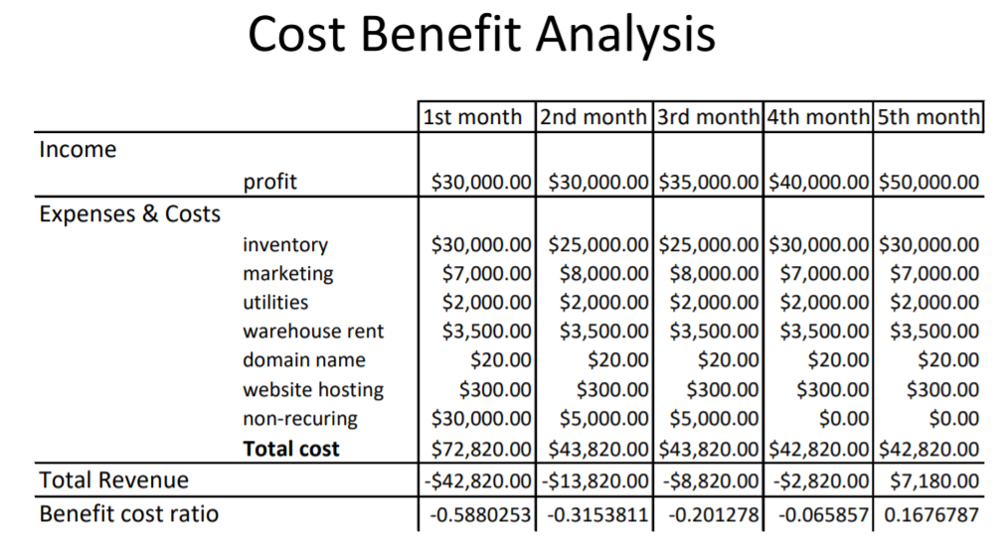 Cost Benefit Analysis
1st month 2nd month 3rd month 4th month 5th month
Income
profit $30,000.00 $30,000.00 $35,000.00 $40,000.00 $50,000.00
Expenses & Costs
inventory $30,000.00 $25,000.00 $25,000.00 $30,000.00 $30,000.00
marketing $7,000.00 $8,000.00 $8,000.00 $7,000.00 $7,000.00
utilities $2,000.00 $2,000.00 $2,000.00 $2,000.00 $2,000.00
warehouse rent $3,500.00 $3,500.00 $3,500.00 $3,500.00 $3,500.00
domain name $20.00 $20.00 $20.00 $20.00 $20.00
website hosting $300.00 $300.00 $300.00 $300.00 $300.00
non-recuring $30,000.00 $5,000.00 $5,000.00 $0.00 $0.00
Total cost $72,820.00 $43,820.00 $43,820.00 $42,820.00 $42,820.00
Total Revenue -$42,820.00 -$13,820.00 -$8,820.00 -$2,820.00 $7,180.00
Benefit cost ratio -0.5880253 -0.3153811 -0.201278 -0.065857 0.1676787